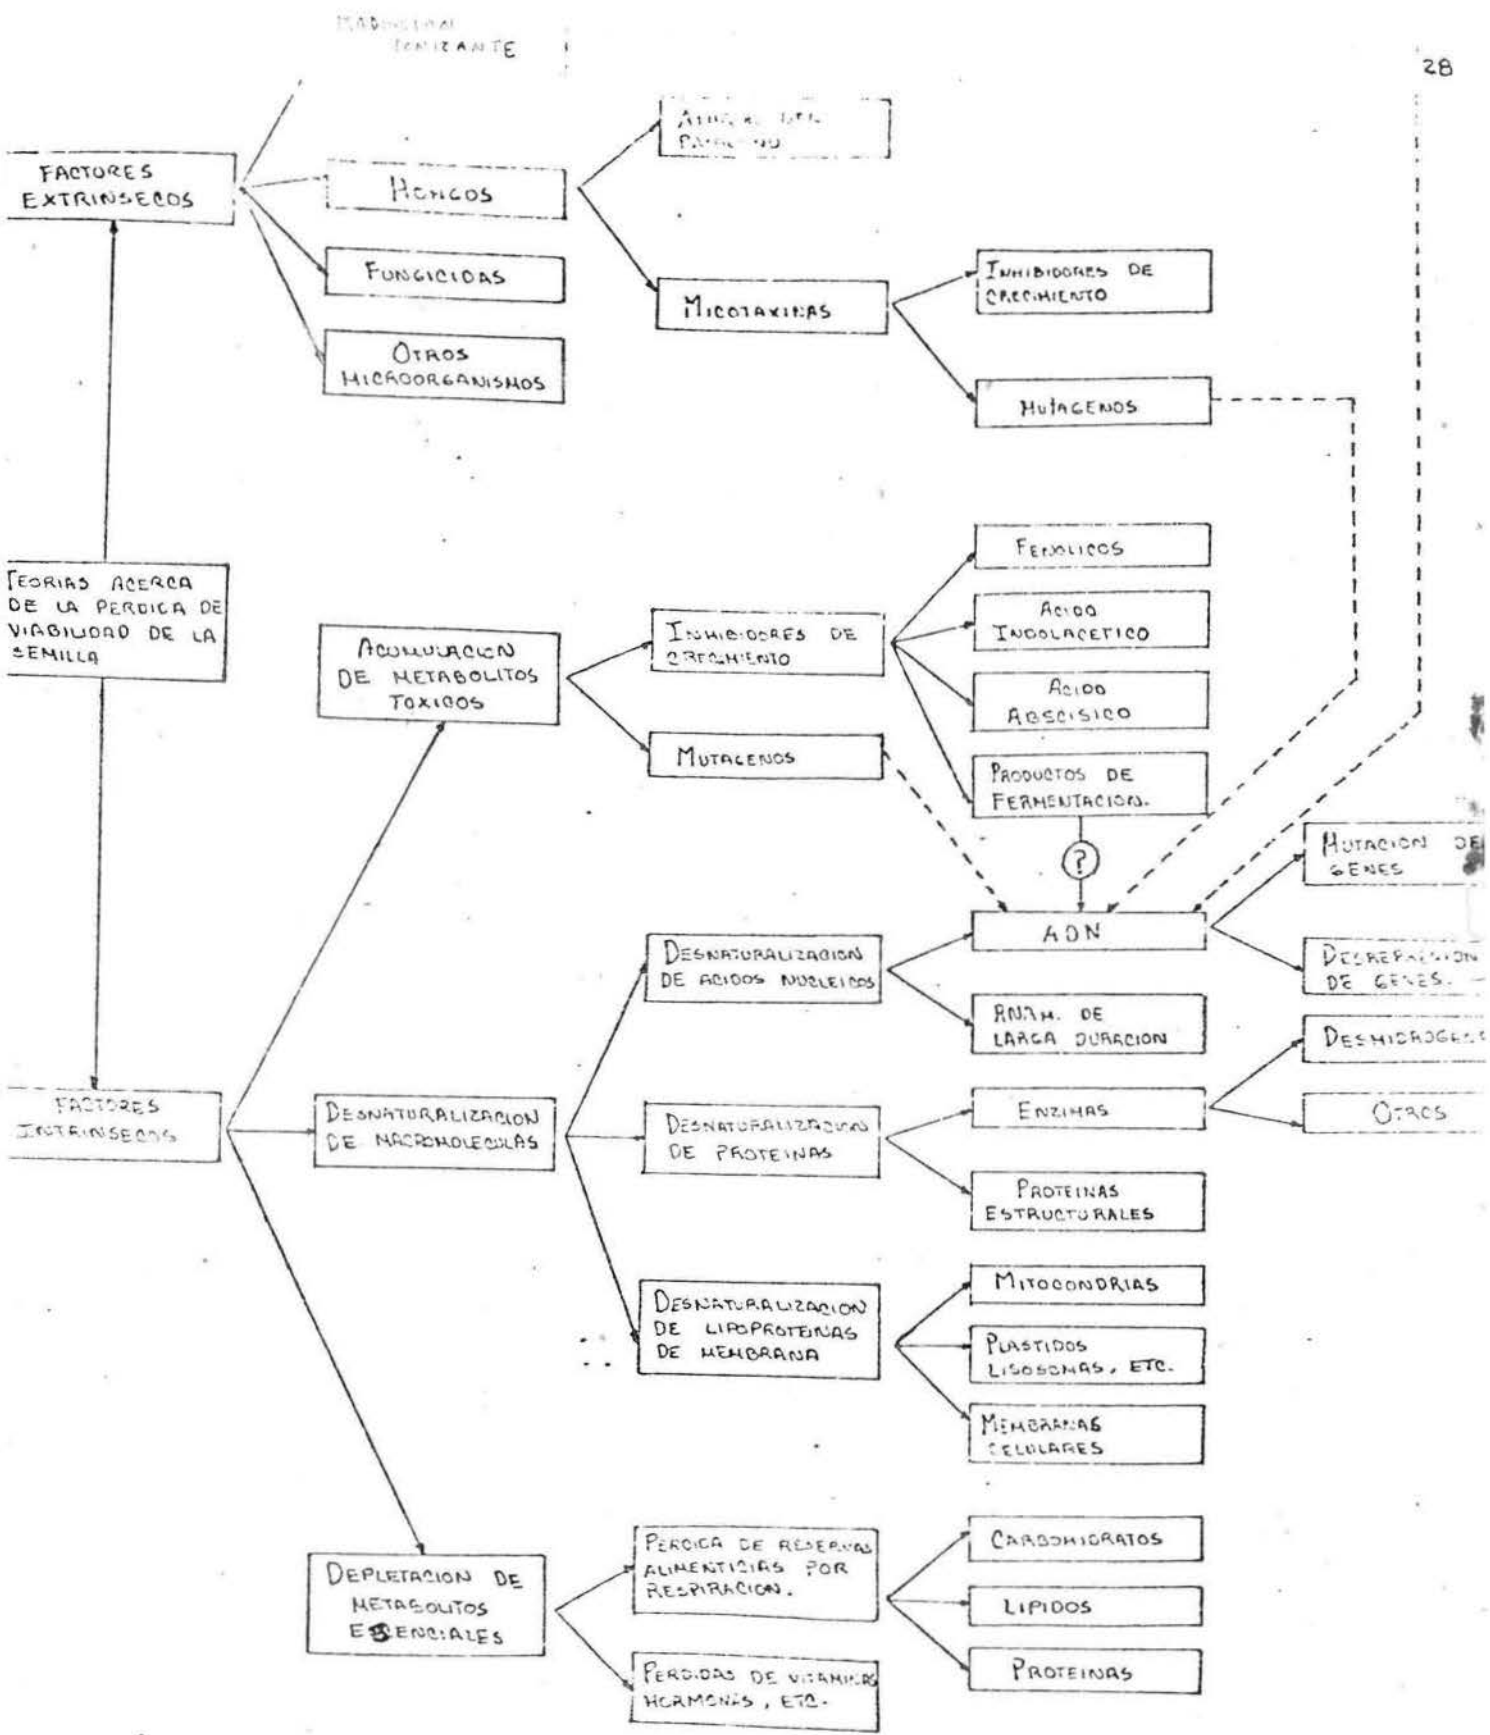 28
RADIACION
IONIZANTE
FACTORES
EXTRINSECOS
HONGOS
FUNGICIDAS
OTROS
MICROORGANISMOS
MICOTAXINAS
INHIBIDORES DE
CRECIMIENTO
MUTAGENOS
TEORIAS ACERCA
DE LA PERDIDA DE
VIABILIDAD DE LA
SEMILLA
ACUMULACION
DE METABOLITOS
TOXICOS
INHIBIDORES DE
CRECIMIENTO
MUTAGENOS
FENOLICOS
ACIDO
INDOLACETICO
ACIDO
ABSCISICO
PRODUCTOS DE
FERMENTACION.
?
ADN
MUTACION DE
GENES
DESREPRESION
DE GENES.
DESNATURALIZACION
DE ACIDOS NUCLEICOS
LARGA DURACION
FACTORES
INTRINSECOS
DESNATURALIZACION
DE MACROMOLECULAS
DESNATURALIZACION
DE PROTEINAS
ENZIMAS
DESHIDROGENA
OTROS
PROTEINAS
ESTRUCTURALES
DESNATURALIZACION
DE LIPOPROTEINAS
DE MEMBRANA
MITOCONDRIAS
PLASTIDOS
LISOSOMAS, ETC.
MEMBRANAS
CELULARES
DEPLETACION DE
METABOLITOS
ESENCIALES
PERDIDA DE RESERVAS
ALIMENTICIAS POR
RESPIRACION.
PERDIDAS DE VITAMINAS
HORMONAS, ETC.
CARBOHIDRATOS
LIPIDOS
PROTEINAS